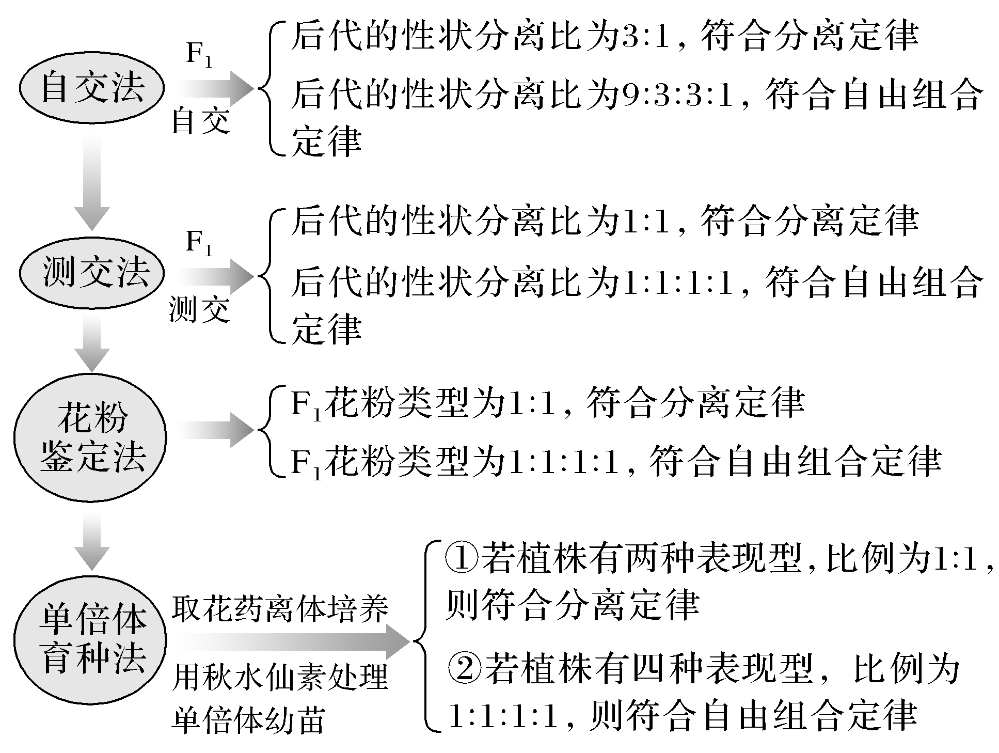 自交法
F₁
自交
后代的性状分离比为3:1, 符合分离定律
后代的性状分离比为9:3:3:1, 符合自由组合
定律
测交法
F₁
测交
后代的性状分离比为1:1, 符合分离定律
后代的性状分离比为1:1:1:1, 符合自由组合
定律
花粉
鉴定法
F₁花粉类型为1:1, 符合分离定律
F₁花粉类型为1:1:1:1, 符合自由组合定律
单倍体
育种法
取花药离体培养
用秋水仙素处理
单倍体幼苗
①若植株有两种表现型, 比例为1:1,
则符合分离定律
②若植株有四种表现型, 比例为
1:1:1:1, 则符合自由组合定律